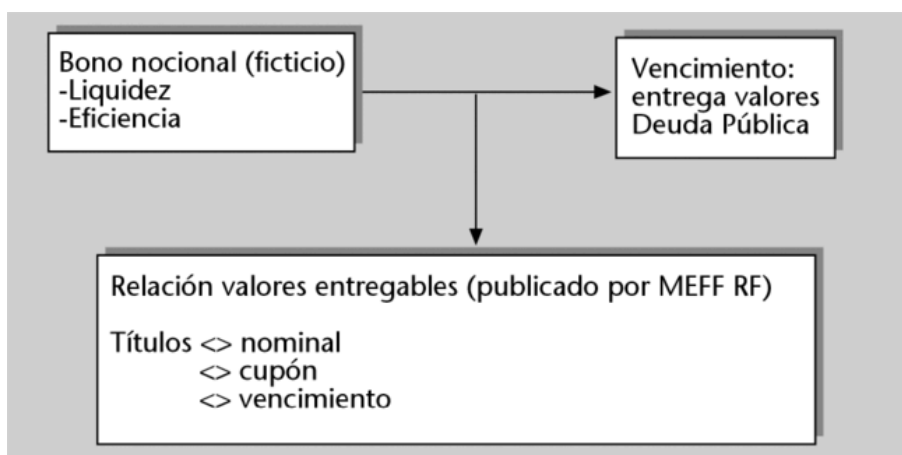 Bono nocional (ficticio)
-Liquidez
-Eficiencia
Vencimiento:
entrega valores
Deuda Pública
Relación valores entregables (publicado por MEFF RF)
Títulos <> nominal
<> cupón
<> vencimiento